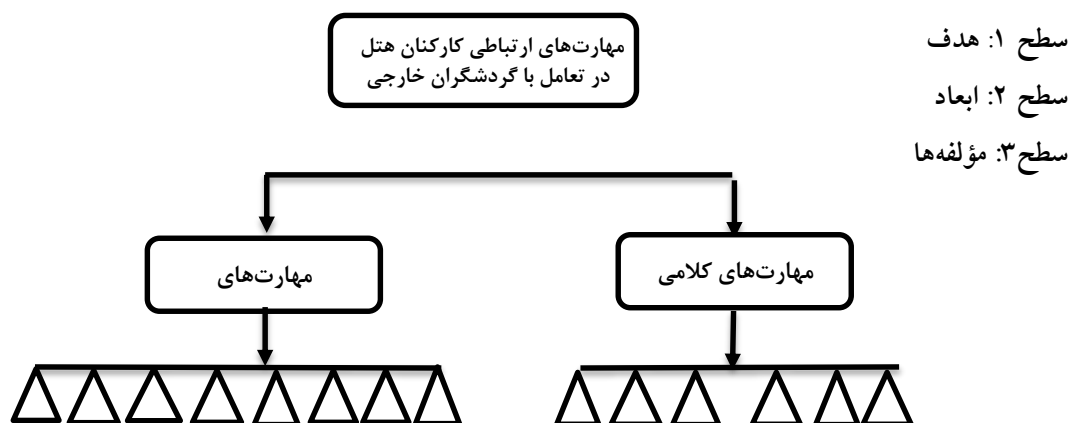 سطح ۱: هدف
سطح ۲: ابعاد
سطح۳: مؤلفه‌ها
مهارت‌های ارتباطی کارکنان هتل
در تعامل با گردشگران خارجی
مهارت‌های کلامی
مهارت‌های